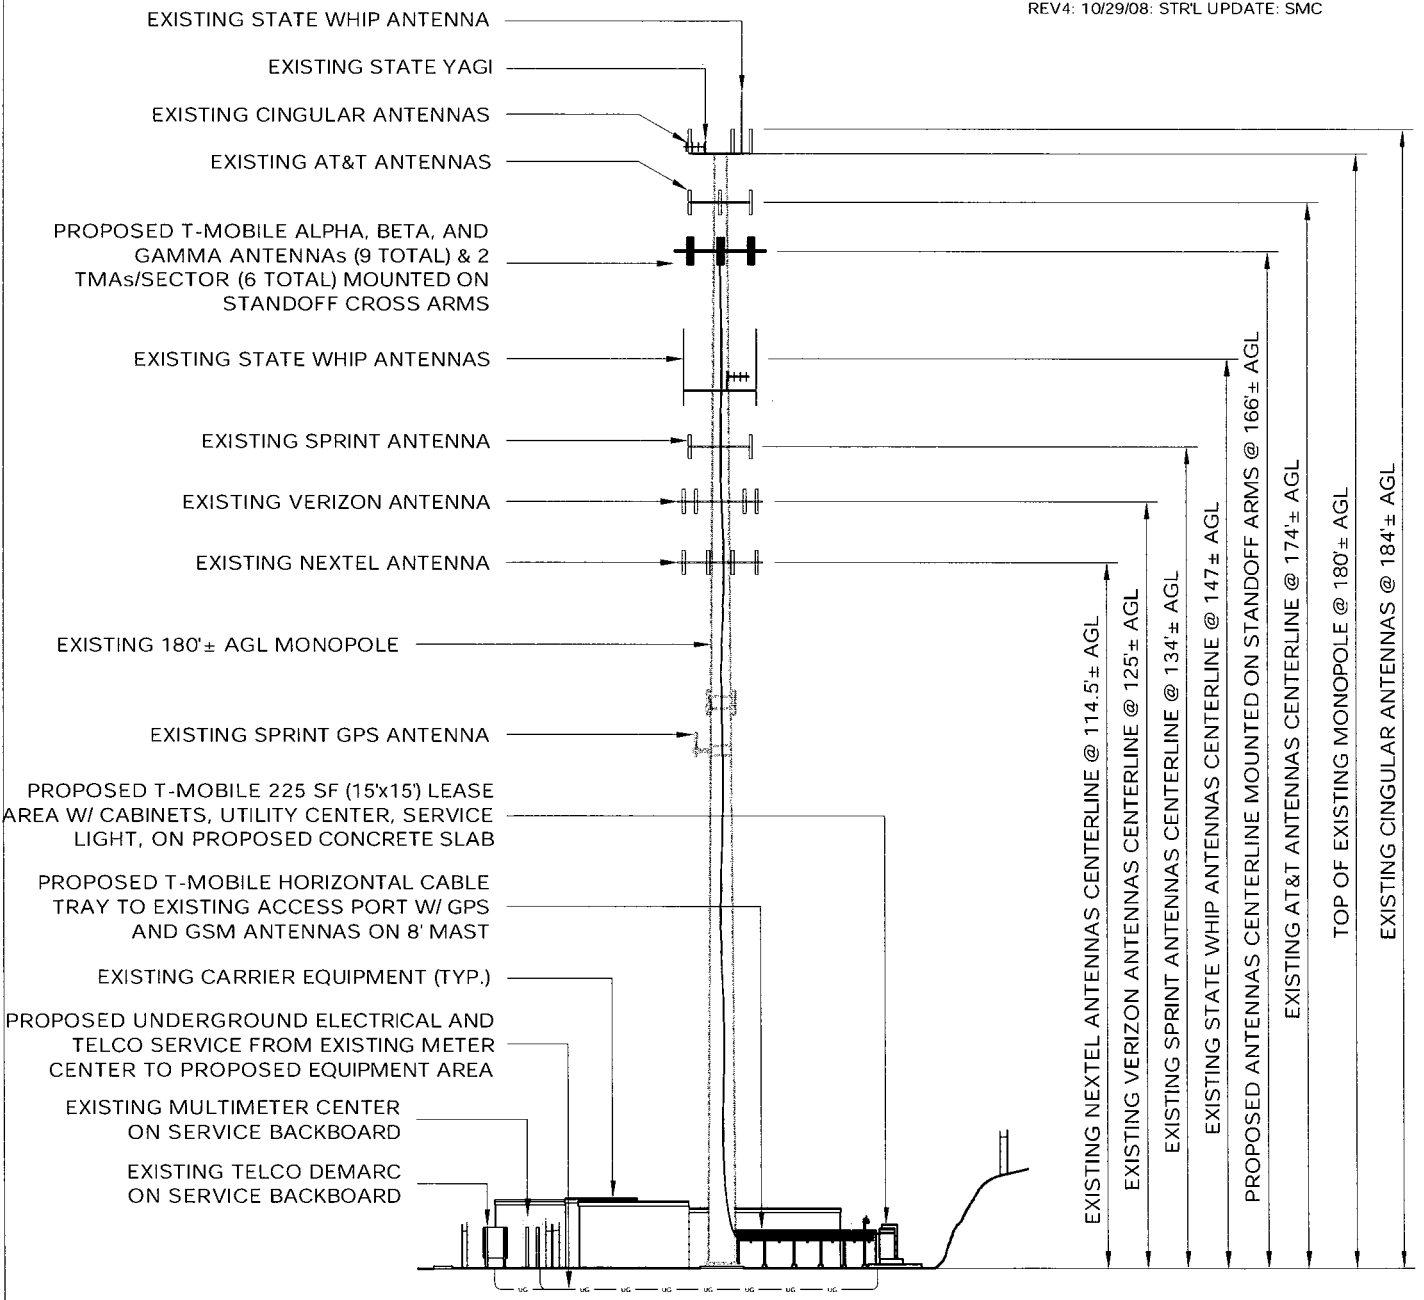 REV4: 10/29/08: STR'L UPDATE: SMC
EXISTING STATE WHIP ANTENNA
EXISTING STATE YAGI
EXISTING CINGULAR ANTENNAS
EXISTING AT&T ANTENNAS
PROPOSED T-MOBILE ALPHA, BETA, AND
GAMMA ANTENNAs (9 TOTAL) & 2
TMAs/SECTOR (6 TOTAL) MOUNTED ON
STANDOFF CROSS ARMS
EXISTING STATE WHIP ANTENNAS
EXISTING SPRINT ANTENNA
EXISTING VERIZON ANTENNA
EXISTING NEXTEL ANTENNA
EXISTING 180'± AGL MONOPOLE
EXISTING SPRINT GPS ANTENNA
PROPOSED T-MOBILE 225 SF (15'x15') LEASE
AREA W/ CABINETS, UTILITY CENTER, SERVICE
LIGHT, ON PROPOSED CONCRETE SLAB
PROPOSED T-MOBILE HORIZONTAL CABLE
TRAY TO EXISTING ACCESS PORT W/ GPS
AND GSM ANTENNAS ON 8' MAST
EXISTING CARRIER EQUIPMENT (TYP.)
PROPOSED UNDERGROUND ELECTRICAL AND
TELCO SERVICE FROM EXISTING METER
CENTER TO PROPOSED EQUIPMENT AREA
EXISTING MULTIMETER CENTER
ON SERVICE BACKBOARD
EXISTING TELCO DEMARC
ON SERVICE BACKBOARD
EXISTING NEXTEL ANTENNAS CENTERLINE @ 114.5'± AGL
EXISTING VERIZON ANTENNAS CENTERLINE @ 125'± AGL
EXISTING SPRINT ANTENNAS CENTERLINE @ 134'± AGL
EXISTING STATE WHIP ANTENNAS CENTERLINE @ 147'± AGL
PROPOSED ANTENNAS CENTERLINE MOUNTED ON STANDOFF ARMS @ 166'± AGL
EXISTING AT&T ANTENNAS CENTERLINE @ 174'± AGL
TOP OF EXISTING MONOPOLE @ 180'± AGL
EXISTING CINGULAR ANTENNAS @ 184'± AGL
UG UG UG UG UG UG UG UG